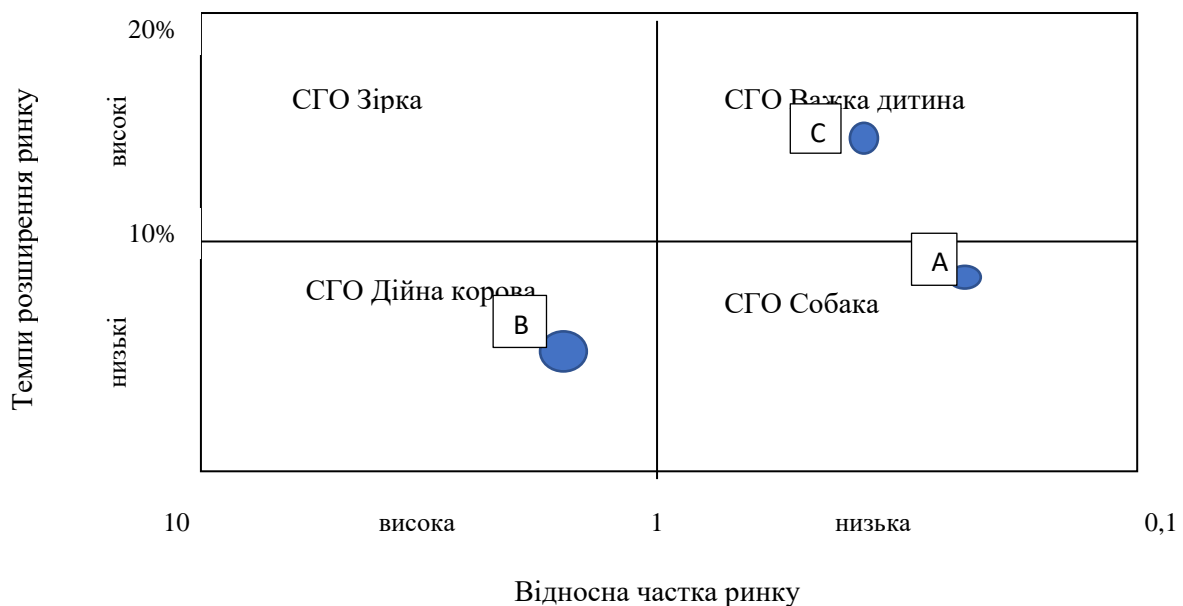 20%
Темпи розширення ринку
високі
СГО Зірка
СГО Важка дитина
C
10%
A
СГО Дійна корова
СГО Собака
B
низькі
10
висока
1
низька
0,1
Відносна частка ринку